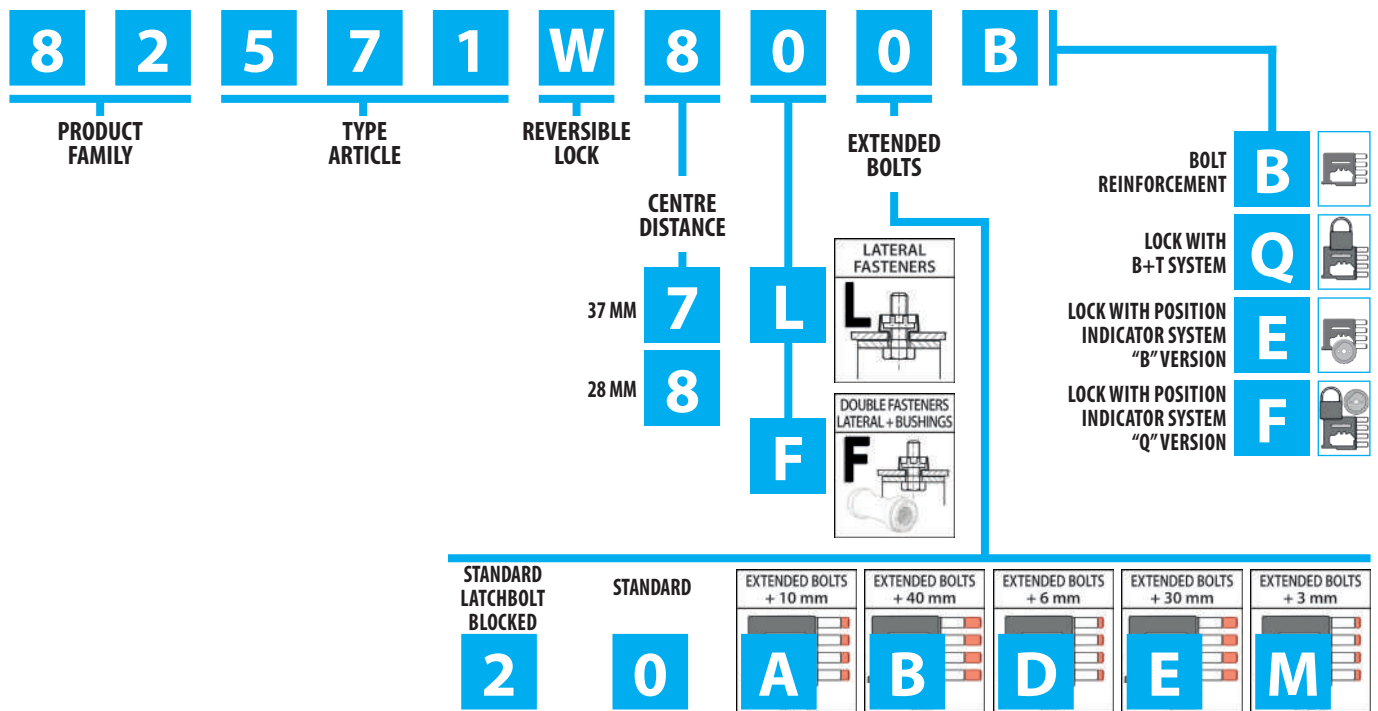 8 2 5 7 1 W 8 0 0 B
PRODUCT
FAMILY
TYPE
ARTICLE
REVERSIBLE
LOCK
CENTRE
DISTANCE
37 MM 7
28 MM 8
L
F
LATERAL
FASTENERS
L
DOUBLE FASTENERS
LATERAL + BUSHINGS
F
EXTENDED
BOLTS
BOLT
REINFORCEMENT
B
LOCK WITH
B+T SYSTEM
Q
LOCK WITH POSITION
INDICATOR SYSTEM
“B” VERSION
E
LOCK WITH POSITION
INDICATOR SYSTEM
“Q” VERSION
F
STANDARD
LATCHBOLT
BLOCKED
2
STANDARD
0
EXTENDED BOLTS
+ 10 mm
A
EXTENDED BOLTS
+ 40 mm
B
EXTENDED BOLTS
+ 6 mm
D
EXTENDED BOLTS
+ 30 mm
E
EXTENDED BOLTS
+ 3 mm
M